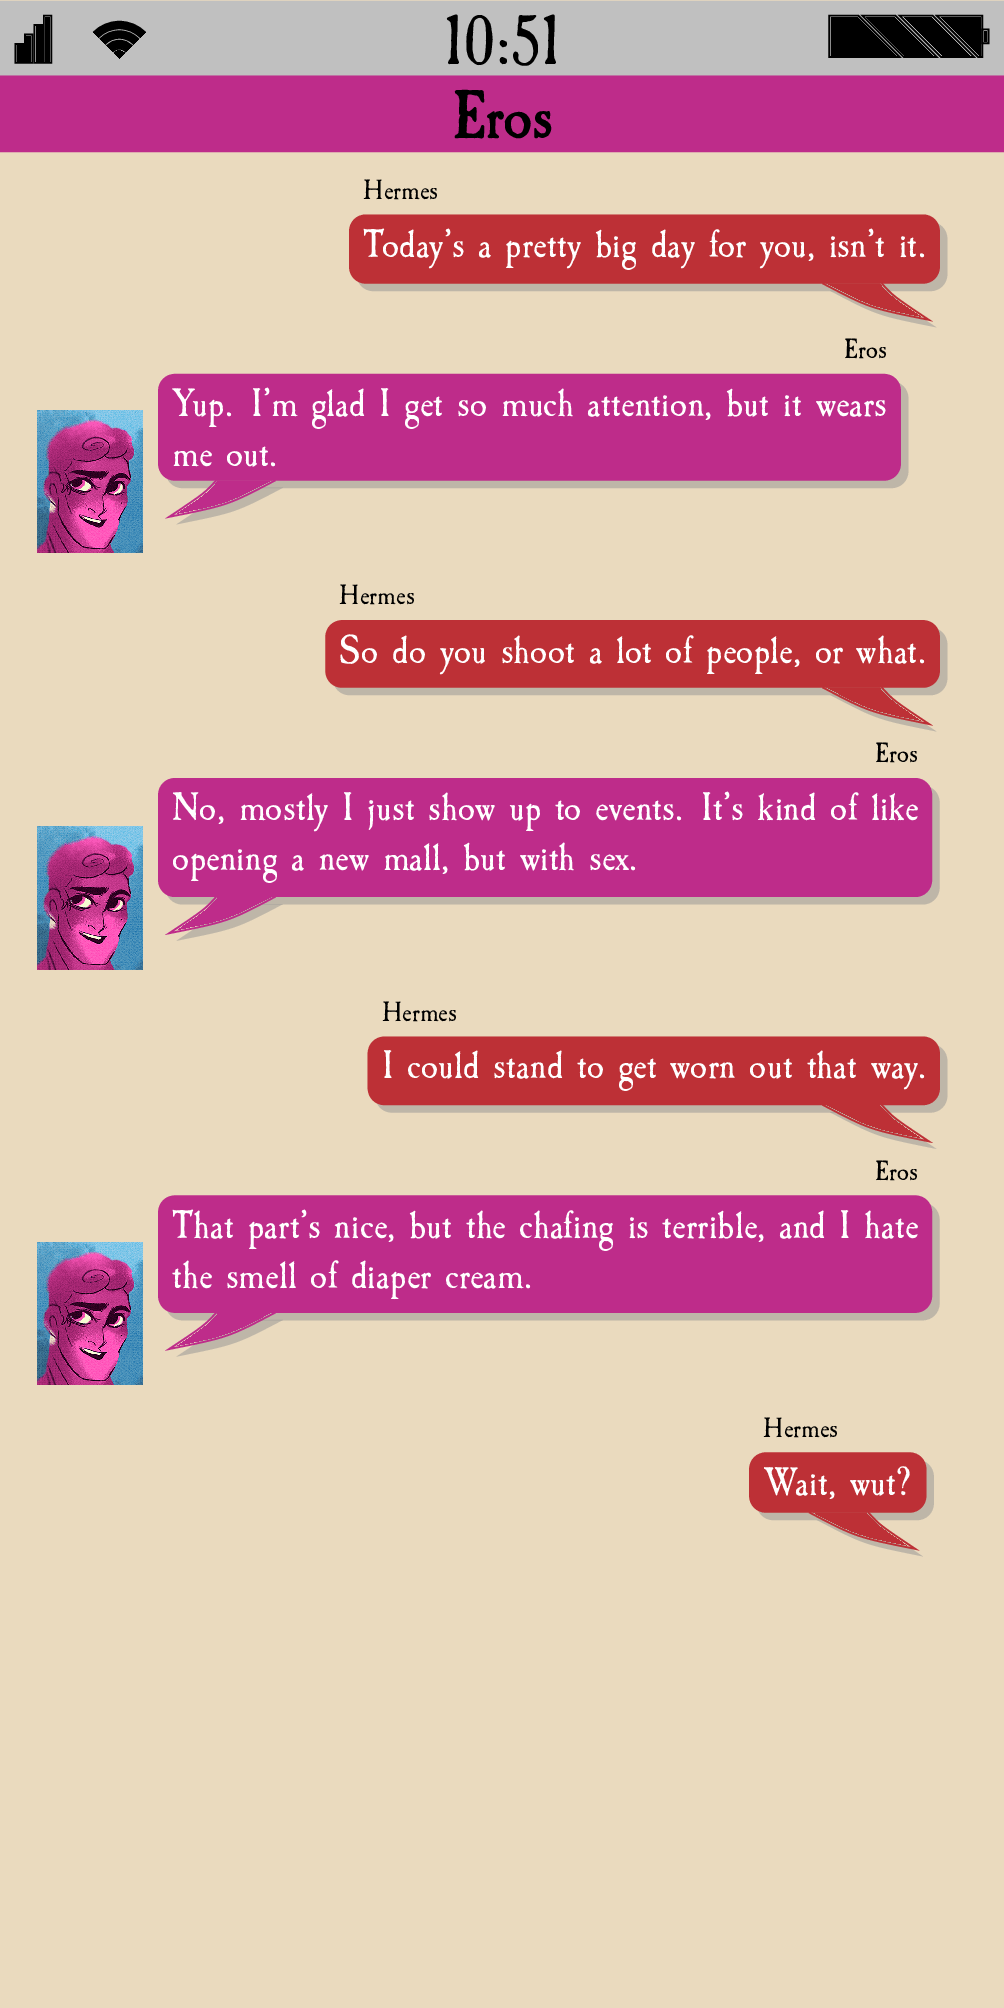 10:51
Eros
Hermes
Today's a pretty big day for you, isn't it.
Eros
Yup. I'm glad I get so much attention, but it wears
me out.
Hermes
So do you shoot a lot of people, or what.
Eros
No, mostly I just show up to events. It's kind of like
opening a new mall, but with sex.
Hermes
I could stand to get worn out that way.
Eros
That part's nice, but the chafing is terrible, and I hate
the smell of diaper cream.
Hermes
Wait, wut?